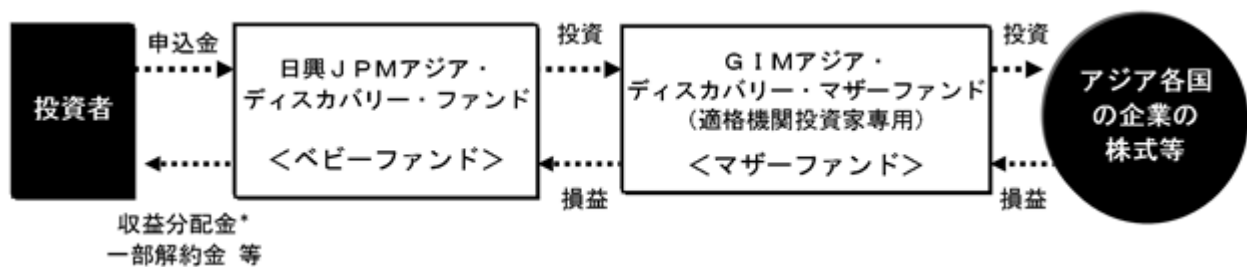 投資者
申込金
収益分配金*
一部解約金 等
日興ＪＰＭアジア・
ディスカバリー・ファンド
＜ベビーファンド＞
投資
損益
ＧＩＭアジア・
ディスカバリー・マザーファンド
（適格機関投資家専用）
＜マザーファンド＞
投資
損益
アジア各国
の企業の
株式等